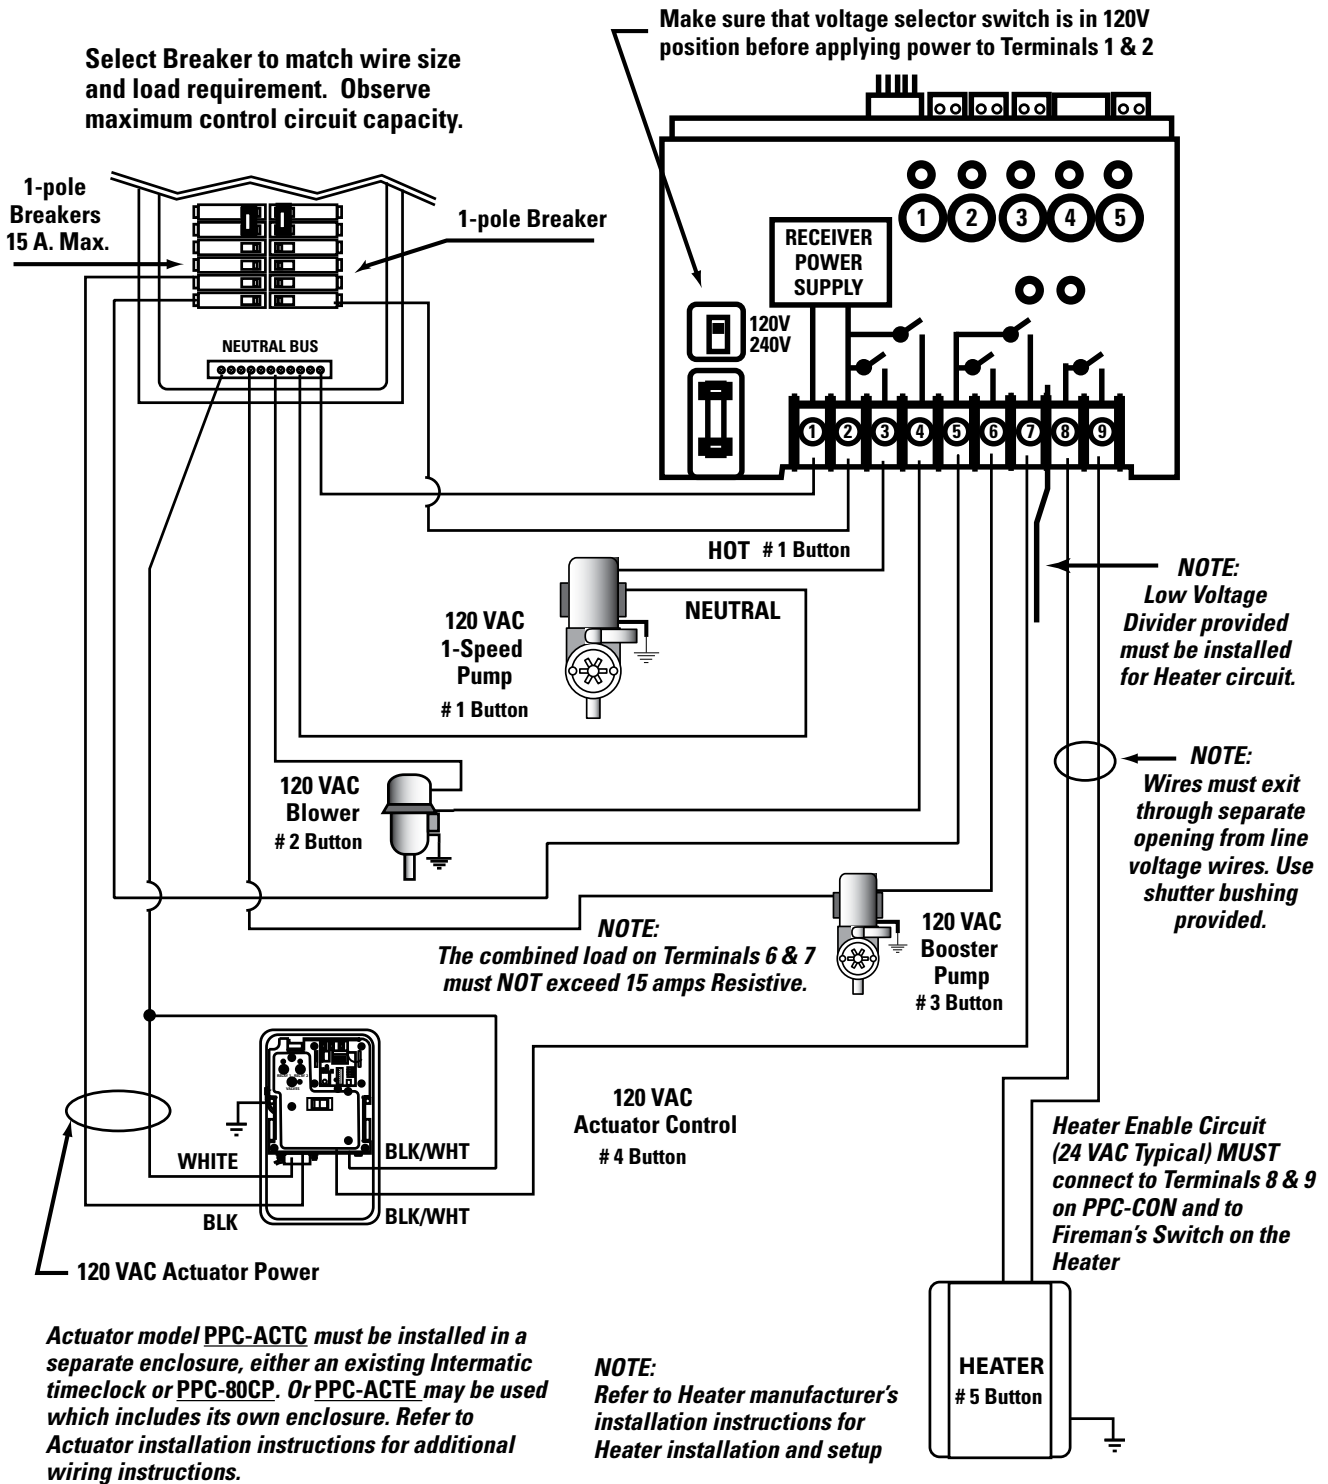 Make sure that voltage selector switch is in 120V
position before applying power to Terminals 1 & 2
Select Breaker to match wire size
and load requirement. Observe
maximum control circuit capacity.
1-pole
Breakers
15 A. Max.
1-pole Breaker
NEUTRAL BUS
1 2 3 4 5
RECEIVER
POWER
SUPPLY
120V
240V
1 2 3 4 5 6 7 8 9
HOT # 1 Button
NEUTRAL
120 VAC
1-Speed
Pump
# 1 Button
NOTE:
Low Voltage
Divider provided
must be installed
for Heater circuit.
120 VAC
Blower
# 2 Button
NOTE:
Wires must exit
through separate
opening from line
voltage wires. Use
shutter bushing
provided.
NOTE:
The combined load on Terminals 6 & 7
must NOT exceed 15 amps Resistive.
120 VAC
Booster
Pump
# 3 Button
120 VAC
Actuator Control
# 4 Button
WHITE
BLK/WHT
BLK
BLK/WHT
120 VAC Actuator Power
Heater Enable Circuit
(24 VAC Typical) MUST
connect to Terminals 8 & 9
on PPC-CON and to
Fireman's Switch on the
Heater
Actuator model PPC-ACTC must be installed in a
separate enclosure, either an existing Intermatic
timeclock or PPC-80CP. Or PPC-ACTE may be used
which includes its own enclosure. Refer to
Actuator installation instructions for additional
wiring instructions.
NOTE:
Refer to Heater manufacturer's
installation instructions for
Heater installation and setup
HEATER
# 5 Button